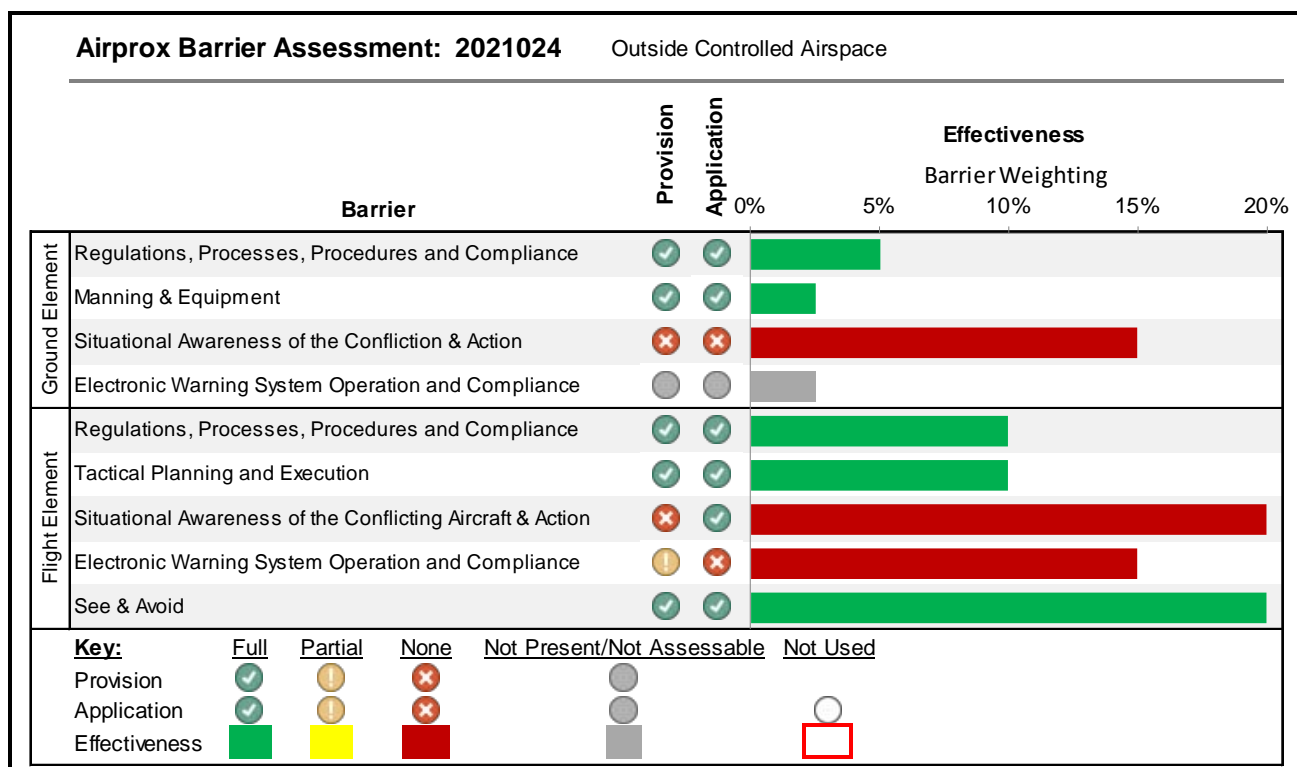 Airprox Barrier Assessment: 2021024 Outside Controlled Airspace
Barrier Provision Application Effectiveness
Barrier Weighting
0% 5% 10% 15% 20%
Ground Element
Regulations, Processes, Procedures and Compliance
Manning & Equipment
Situational Awareness of the Confliction & Action
Electronic Warning System Operation and Compliance
Flight Element
Regulations, Processes, Procedures and Compliance
Tactical Planning and Execution
Situational Awareness of the Conflicting Aircraft & Action
Electronic Warning System Operation and Compliance
See & Avoid
Key: Full Partial None Not Present/Not Assessable Not Used
Provision
Application
Effectiveness